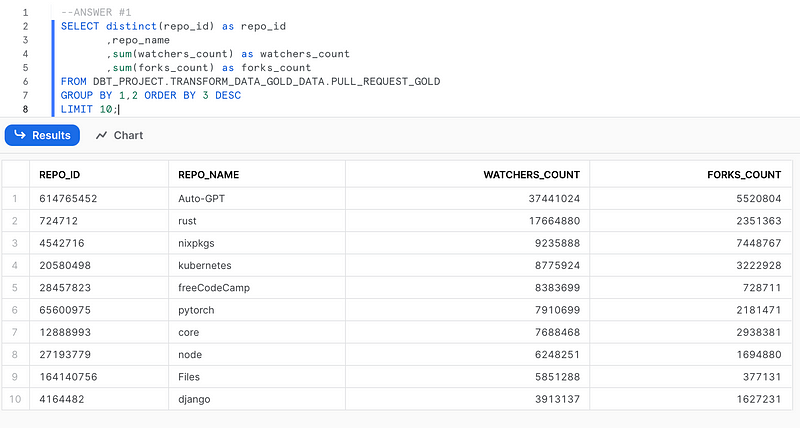 1 --ANSWER #1
2 SELECT distinct(repo_id) as repo_id
3 ,repo_name
4 ,sum(watchers_count) as watchers_count
5 ,sum(forks_count) as forks_count
6 FROM DBT_PROJECT.TRANSFORM_DATA_GOLD_DATA.PULL_REQUEST_GOLD
7 GROUP BY 1,2 ORDER BY 3 DESC
8 LIMIT 10;
Results Chart
REPO_ID REPO_NAME WATCHERS_COUNT FORKS_COUNT
1 614765452 Auto-GPT 37441024 5520804
2 724712 rust 17664880 2351363
3 4542716 nixpkgs 9235888 7448767
4 20580498 kubernetes 8775924 3222928
5 28457823 freeCodeCamp 8383699 728711
6 65600975 pytorch 7910699 2181471
7 12888993 core 7688468 2938381
8 27193779 node 6248251 1694880
9 164140756 Files 5851288 377131
10 4164482 django 3913137 1627231